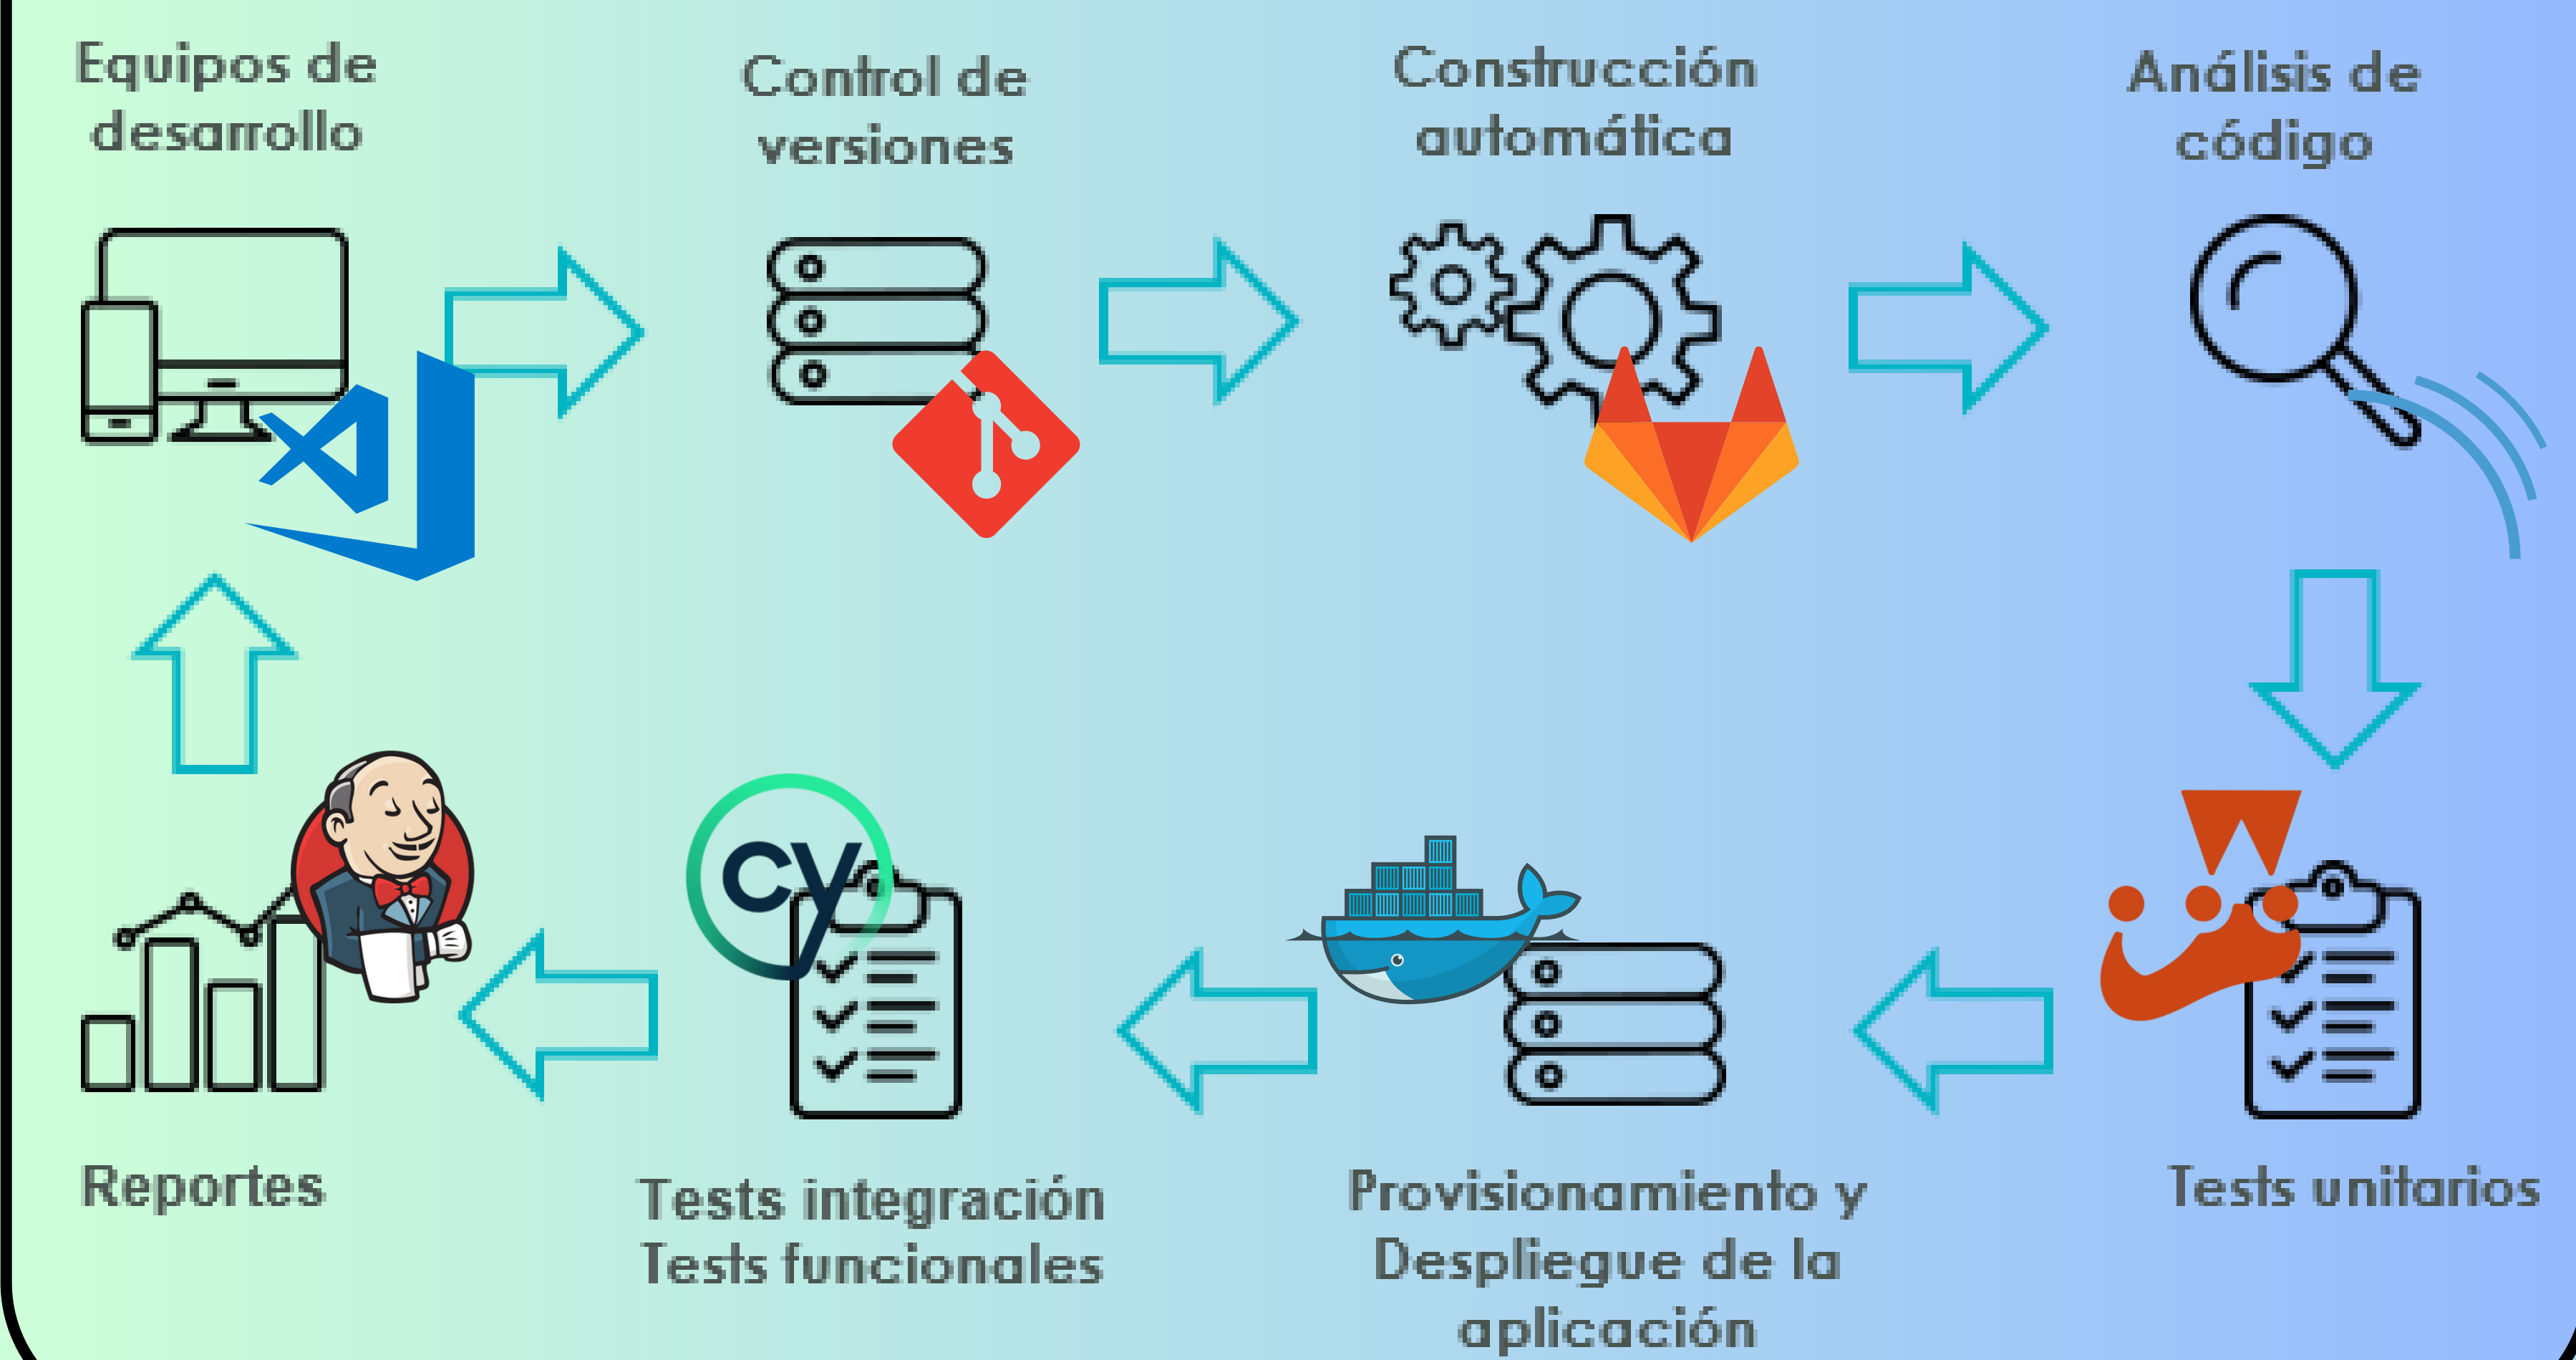 Equipos de
desarrollo
Control de
versiones
Construcción
automática
Análisis de
código
cy
Reportes
Tests integración
Tests funcionales
Provisionamiento y
Despliegue de la
aplicación
Tests unitarios